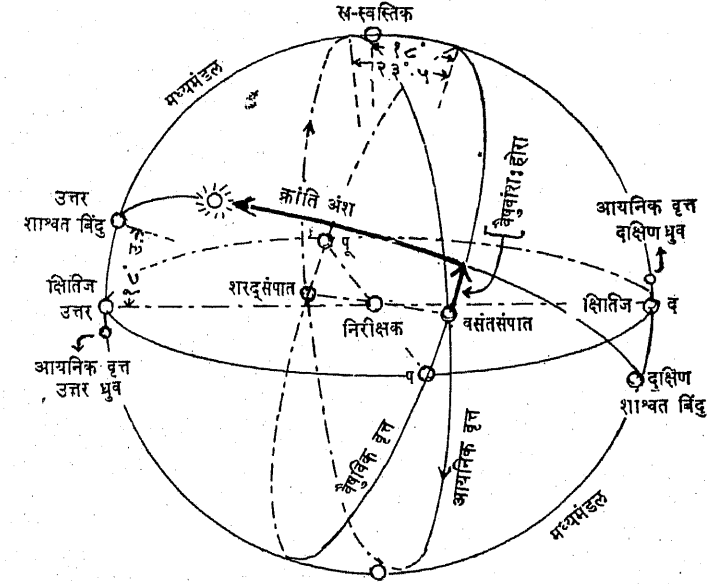 ख-स्वस्तिक
१८°
२३°.५
मध्यमंडल
उत्तर
शाश्वत बिंदु
क्रांति अंश
वैषुवांश: होरा
आयनिक वृत्त
दक्षिण ध्रुव
पू
१८° उ.
क्षितिज
उत्तर
शरद्संपात
निरीक्षक
वसंतसंपात
क्षितिज
द
आयनिक वृत्त
उत्तर ध्रुव
प
दक्षिण
शाश्वत बिंदु
वैषुविक वृत्त
आयनिक वृत्त
मध्यमंडल